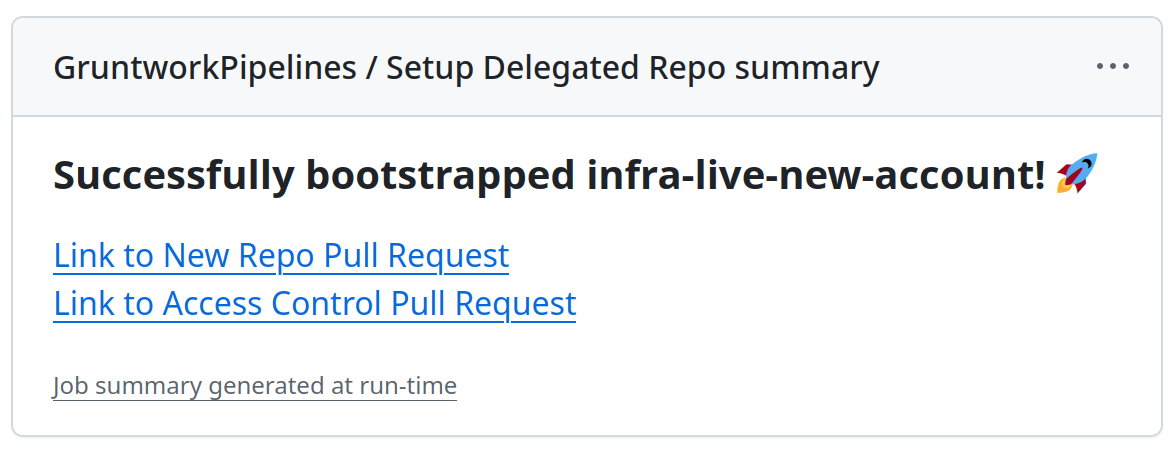 GruntworkPipelines / Setup Delegated Repo summary
Successfully bootstrapped infra-live-new-account! 🚀
Link to New Repo Pull Request
Link to Access Control Pull Request
Job summary generated at run-time